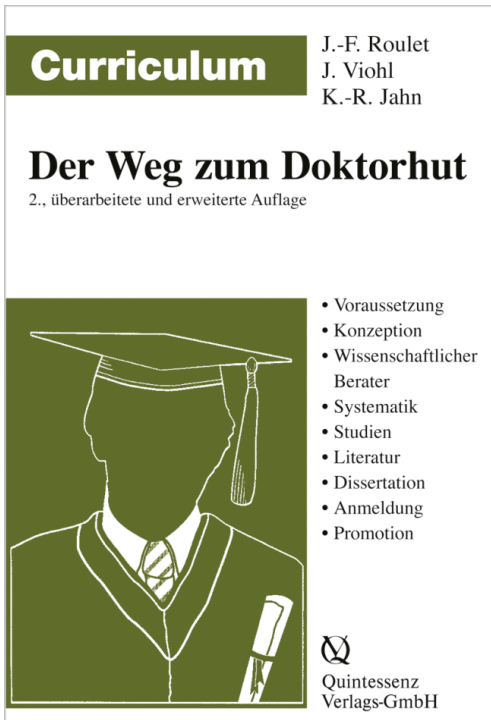 Curriculum
J.-F. Roulet
J. Viohl
K.-R. Jahn
Der Weg zum Doktorhut
2., überarbeitete und erweiterte Auflage
• Voraussetzung
• Konzeption
• Wissenschaftlicher
Berater
• Systematik
• Studien
• Literatur
• Dissertation
• Anmeldung
• Promotion
Quintessenz
Verlags-GmbH